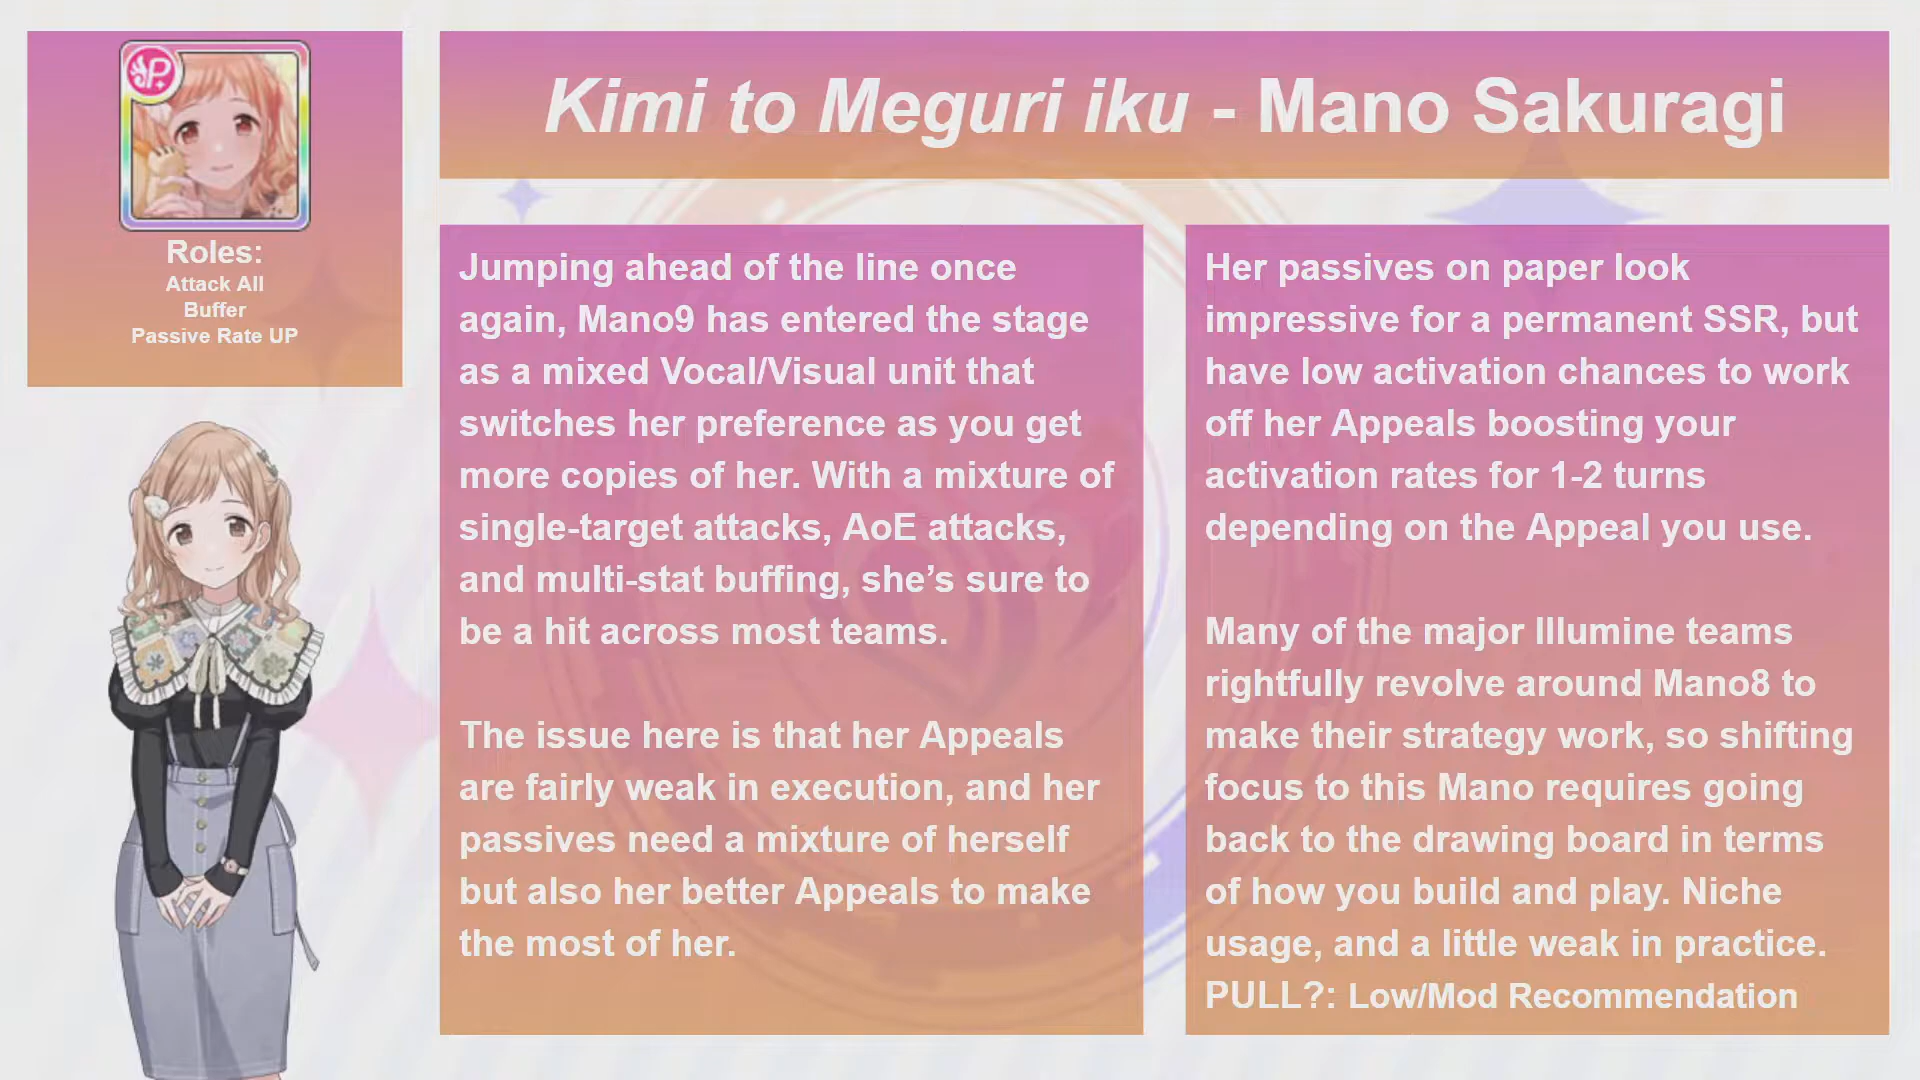 P
Roles:
Attack All
Buffer
Passive Rate UP
Kimi to Meguri iku - Mano Sakuragi
Jumping ahead of the line once
again, Mano9 has entered the stage
as a mixed Vocal/Visual unit that
switches her preference as you get
more copies of her. With a mixture of
single-target attacks, AoE attacks,
and multi-stat buffing, she’s sure to
be a hit across most teams.
The issue here is that her Appeals
are fairly weak in execution, and her
passives need a mixture of herself
but also her better Appeals to make
the most of her.
Her passives on paper look
impressive for a permanent SSR, but
have low activation chances to work
off her Appeals boosting your
activation rates for 1-2 turns
depending on the Appeal you use.
Many of the major Illumine teams
rightfully revolve around Mano8 to
make their strategy work, so shifting
focus to this Mano requires going
back to the drawing board in terms
of how you build and play. Niche
usage, and a little weak in practice.
PULL?: Low/Mod Recommendation